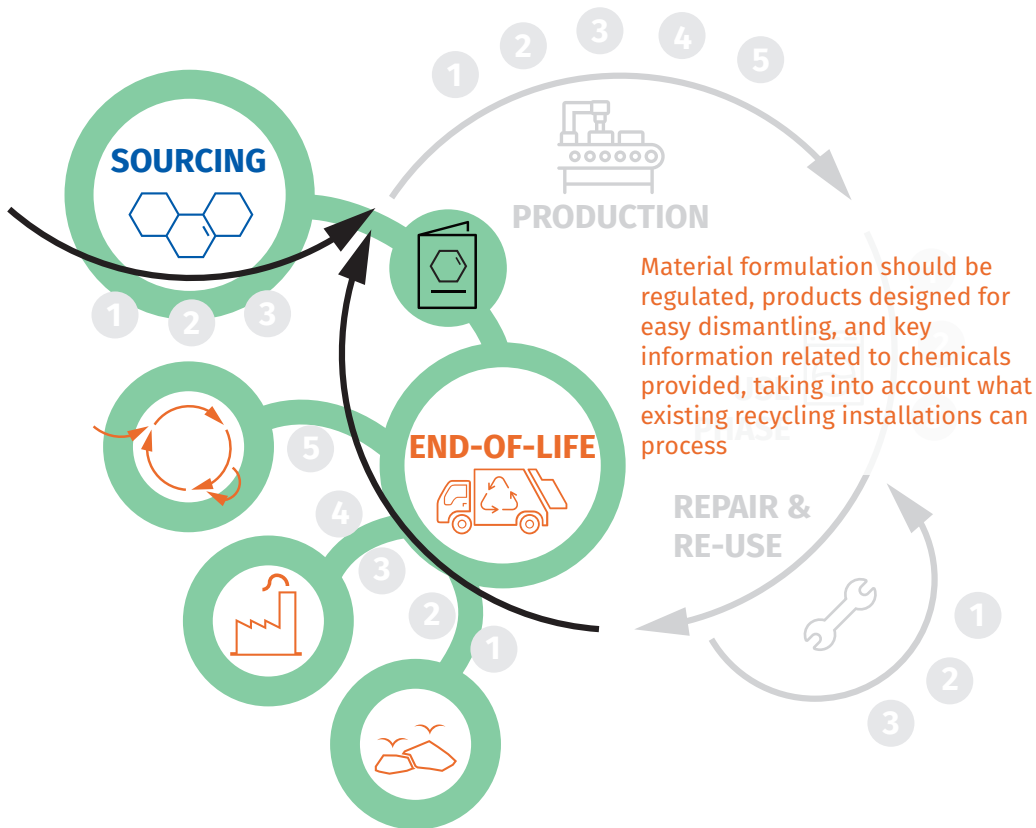 1
2
3
4
5
SOURCING
PRODUCTION
1
2
3
Material formulation should be
regulated, products designed for
easy dismantling, and key
information related to chemicals
provided, taking into account what
existing recycling installations can
process
PHASE
5
END-OF-LIFE
4
3
2
1
REPAIR &
RE-USE
1
2
3